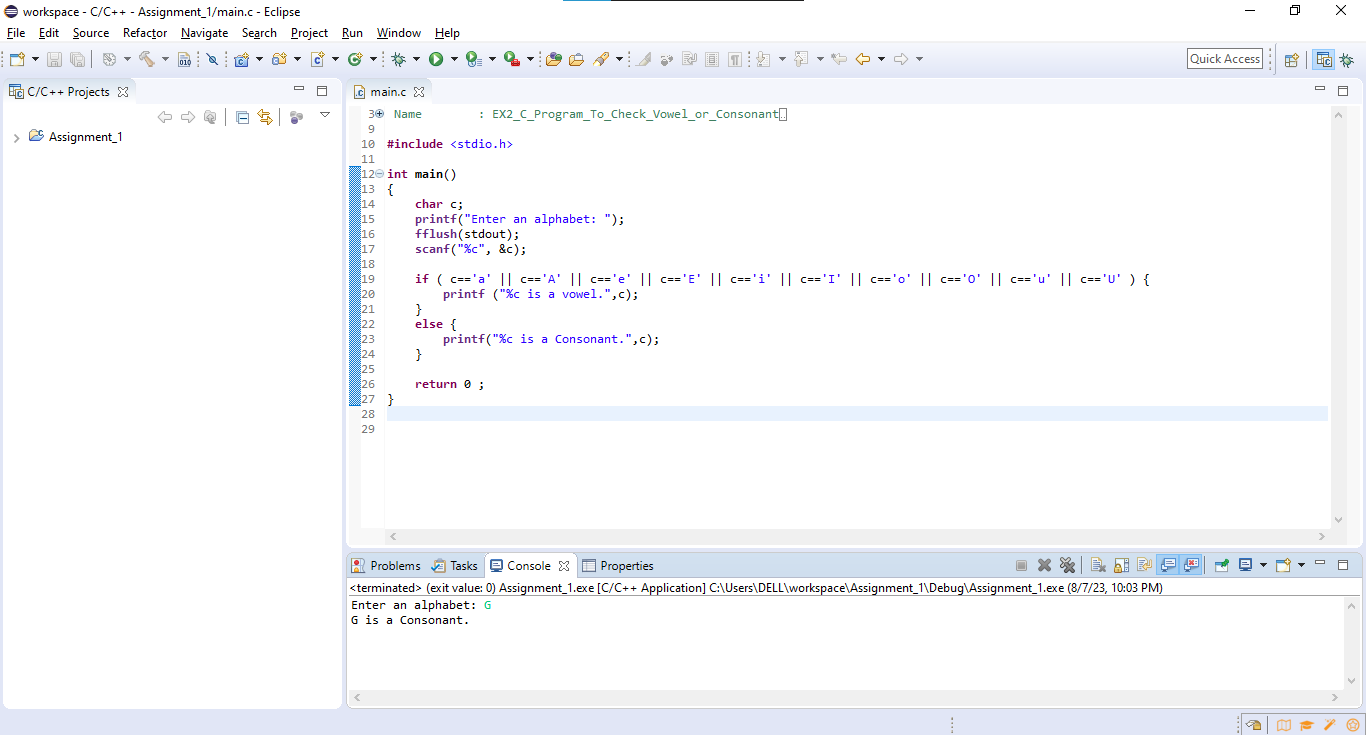 workspace - C/C++ - Assignment_1/main.c - Eclipse
File Edit Source Refactor Navigate Search Project Run Window Help
Quick Access
C/C++ Projects
main.c
Assignment_1
3 Name : EX2_C_Program_To_Check_Vowel_or_Consonant
9
10 #include <stdio.h>
11
12 int main()
13 {
14 char c;
15 printf("Enter an alphabet: ");
16 fflush(stdout);
17 scanf("%c", &c);
18
19 if ( c=='a' || c=='A' || c=='e' || c=='E' || c=='i' || c=='I' || c=='o' || c=='O' || c=='u' || c=='U' ) {
20 printf ("%c is a vowel.",c);
21 }
22 else {
23 printf("%c is a Consonant.",c);
24 }
25
26 return 0 ;
27 }
28
29
Problems Tasks Console Properties
<terminated> (exit value: 0) Assignment_1.exe [C/C++ Application] C:\Users\DELL\workspace\Assignment_1\Debug\Assignment_1.exe (8/7/23, 10:03 PM)
Enter an alphabet: G
G is a Consonant.